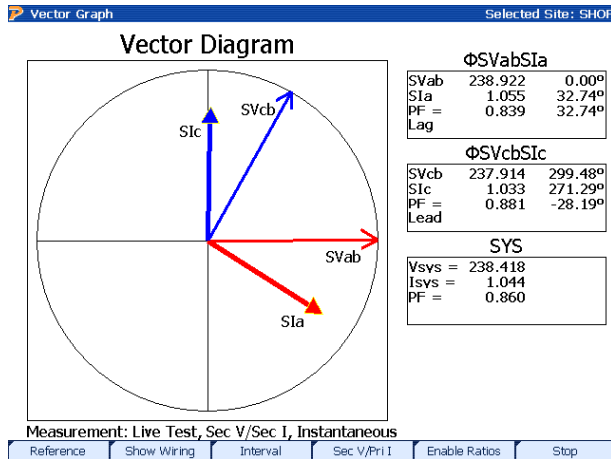 Vector Graph
Selected Site: SHOP
Vector Diagram
SVcb
SIc
SVab
SIa
ΦSVabSIa
SVab 238.922 0.00º
SIa 1.055 32.74º
PF = 0.839 32.74º
Lag
ΦSVcbSIc
SVcb 237.914 299.48º
SIc 1.033 271.29º
PF = 0.881 -28.19º
Lead
SYS
Vsys = 238.418
Isys = 1.044
PF = 0.860
Measurement: Live Test, Sec V/Sec I, Instantaneous
Reference
Show Wiring
Interval
Sec V/Pri I
Enable Ratios
Stop